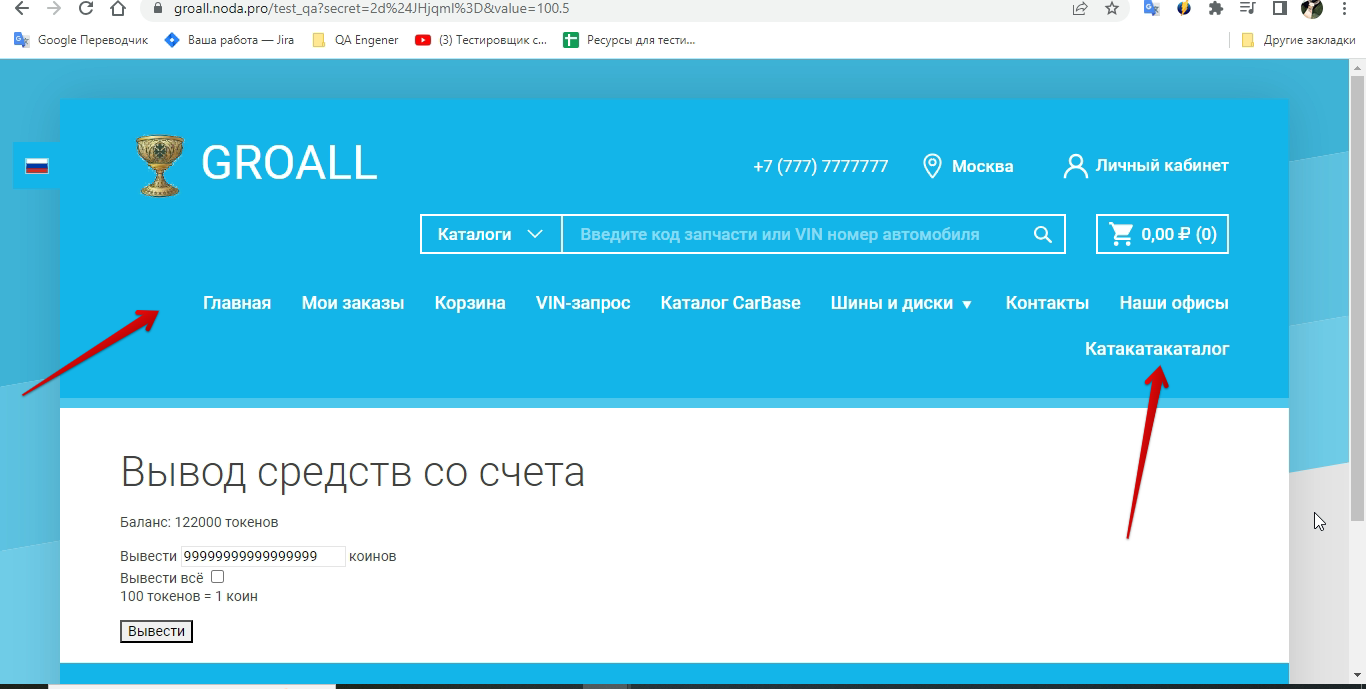 groall.noda.pro/test_qa?secret=2d%24JHjqml%3D&value=100.5
Google Переводчик Ваша работа — Jira QA Engener (3) Тестировщик с... Ресурсы для тести... Другие закладки
GROALL +7 (777) 7777777 Москва Личный кабинет
Каталоги Введите код запчасти или VIN номер автомобиля 0,00 ₽ (0)
Главная Мои заказы Корзина VIN-запрос Каталог CarBase Шины и диски ▼ Контакты Наши офисы
Катакатакаталог
Вывод средств со счета
Баланс: 122000 токенов
Вывести 99999999999999999 коинов
Вывести всё
100 токенов = 1 коин
Вывести